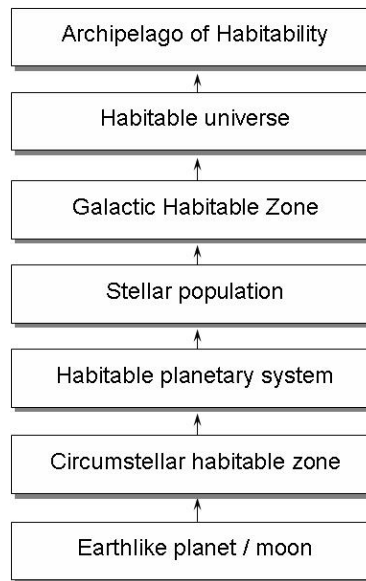 Archipelago of Habitability
Habitable universe
Galactic Habitable Zone
Stellar population
Habitable planetary system
Circumstellar habitable zone
Earthlike planet / moon